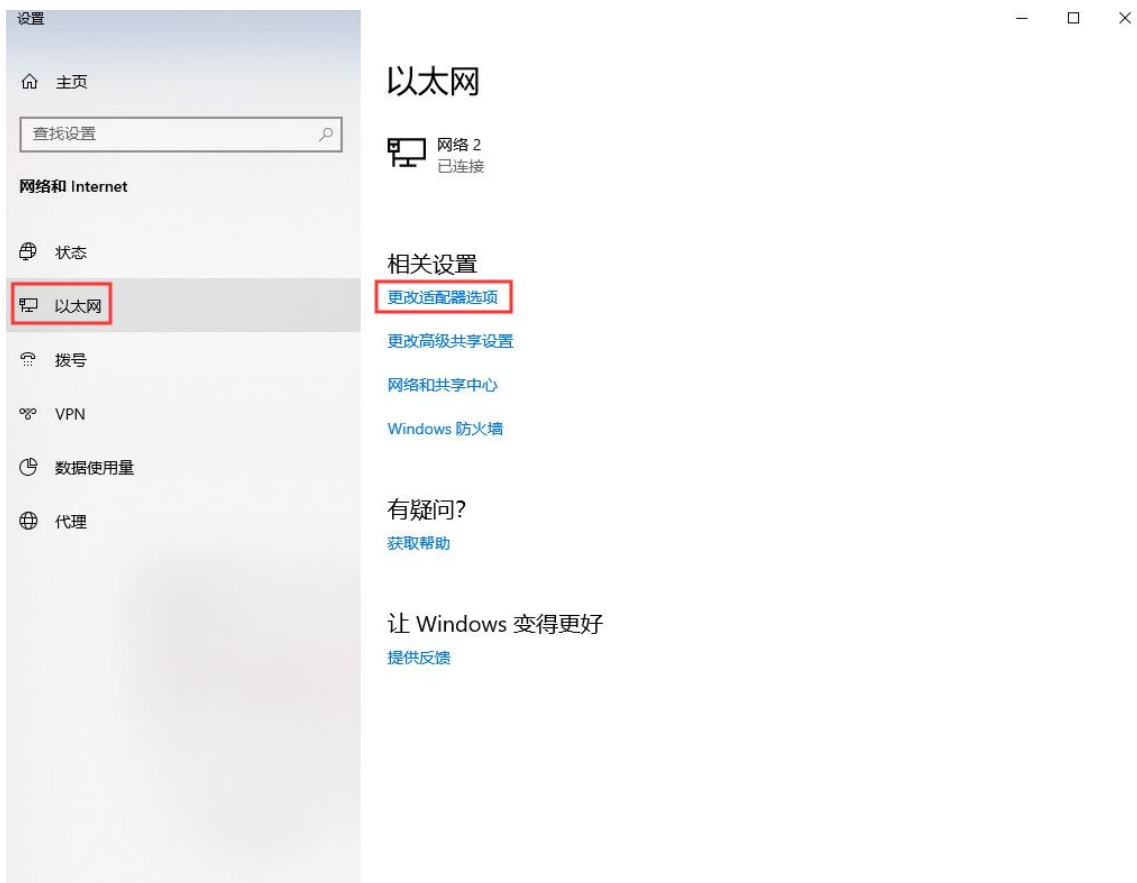 设置
主页
查找设置
网络和 Internet
状态
以太网
拨号
VPN
数据使用量
代理
以太网
网络 2
已连接
相关设置
更改适配器选项
更改高级共享设置
网络和共享中心
Windows 防火墙
有疑问?
获取帮助
让 Windows 变得更好
提供反馈